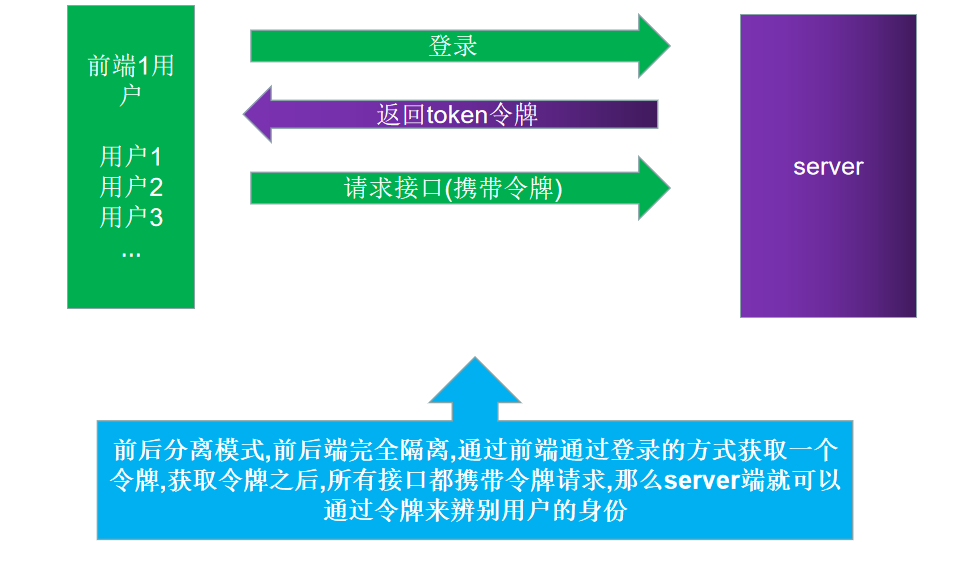 前端1用
户
用户1
用户2
用户3
...
登录
返回token令牌
请求接口(携带令牌)
server
前后分离模式,前后端完全隔离,通过前端通过登录的方式获取一个
令牌,获取令牌之后,所有接口都携带令牌请求,那么server端就可以
通过令牌来辨别用户的身份